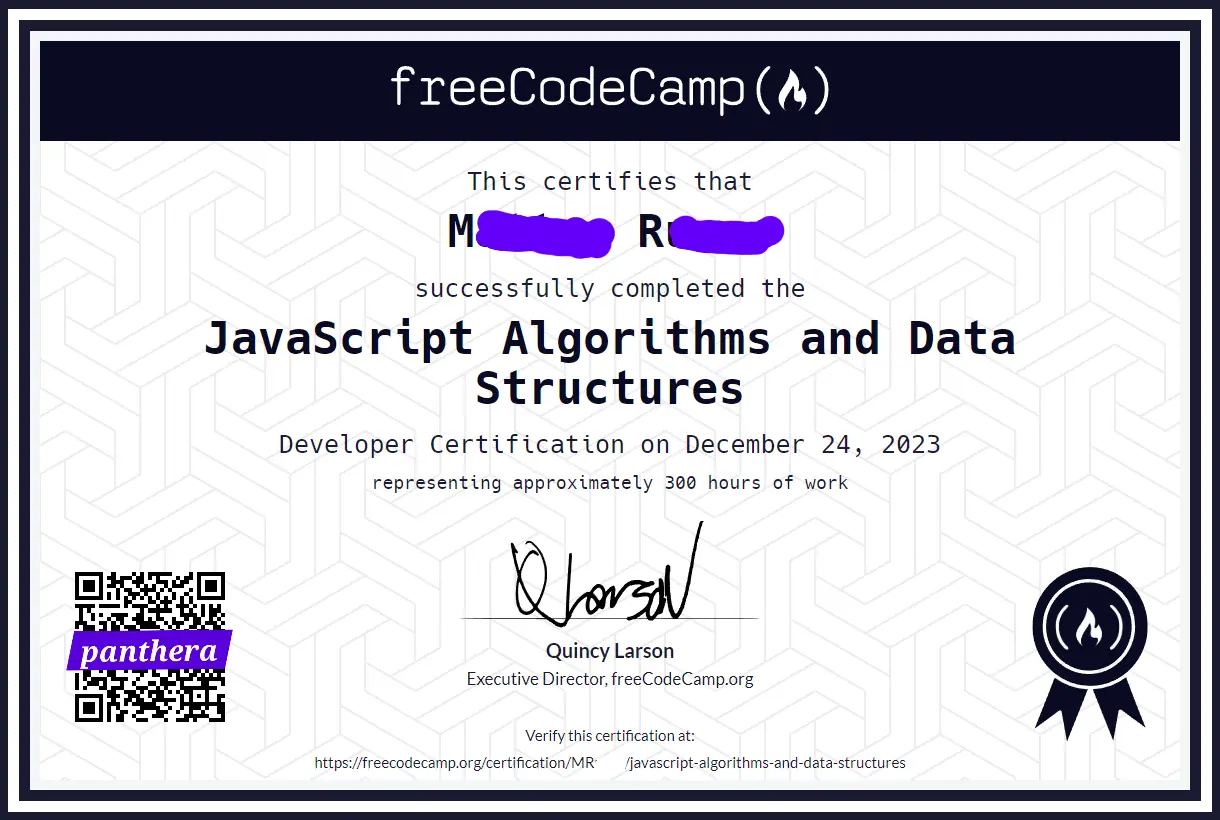 freeCodeCamp
This certifies that
successfully completed the
JavaScript Algorithms and Data
Structures
Developer Certification on December 24, 2023
representing approximately 300 hours of work
Q Larson
Quincy Larson
Executive Director, freeCodeCamp.org
panthera
Verify this certification at:
https://freecodecamp.org/certification/MR /javascript-algorithms-and-data-structures